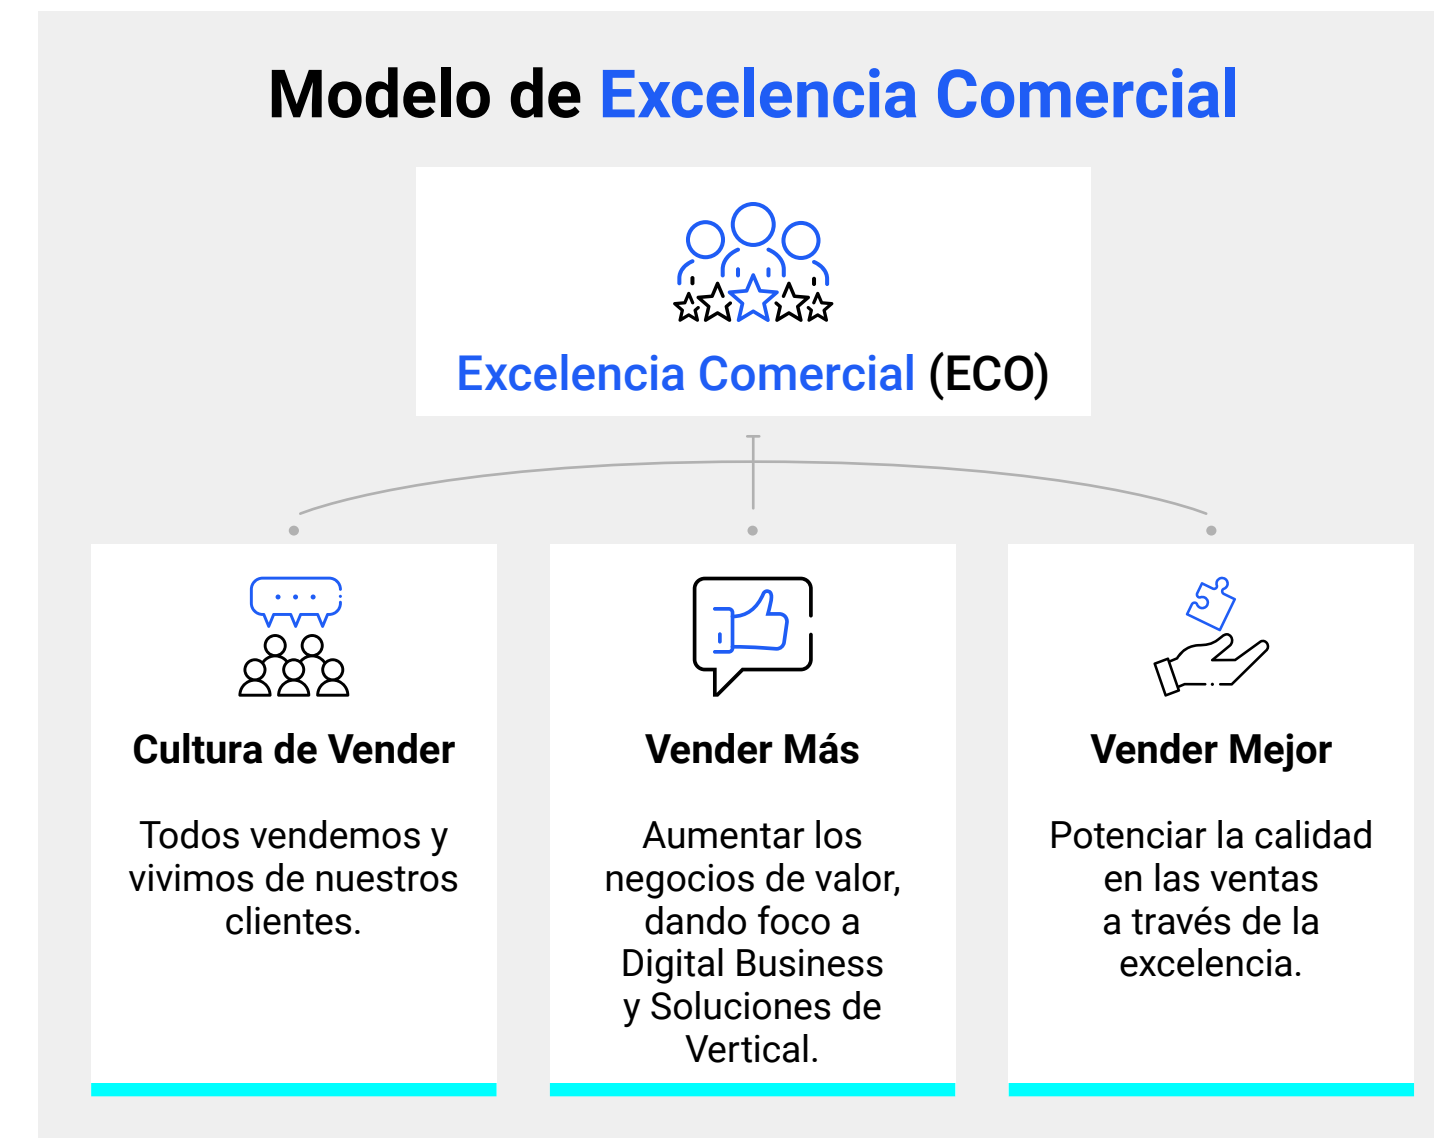 Modelo de Excelencia Comercial
Excelencia Comercial (ECO)
Cultura de Vender
Todos vendemos y
vivimos de nuestros
clientes.
Vender Más
Aumentar los
negocios de valor,
dando foco a
Digital Business
y Soluciones de
Vertical.
Vender Mejor
Potenciar la calidad
en las ventas
a través de la
excelencia.